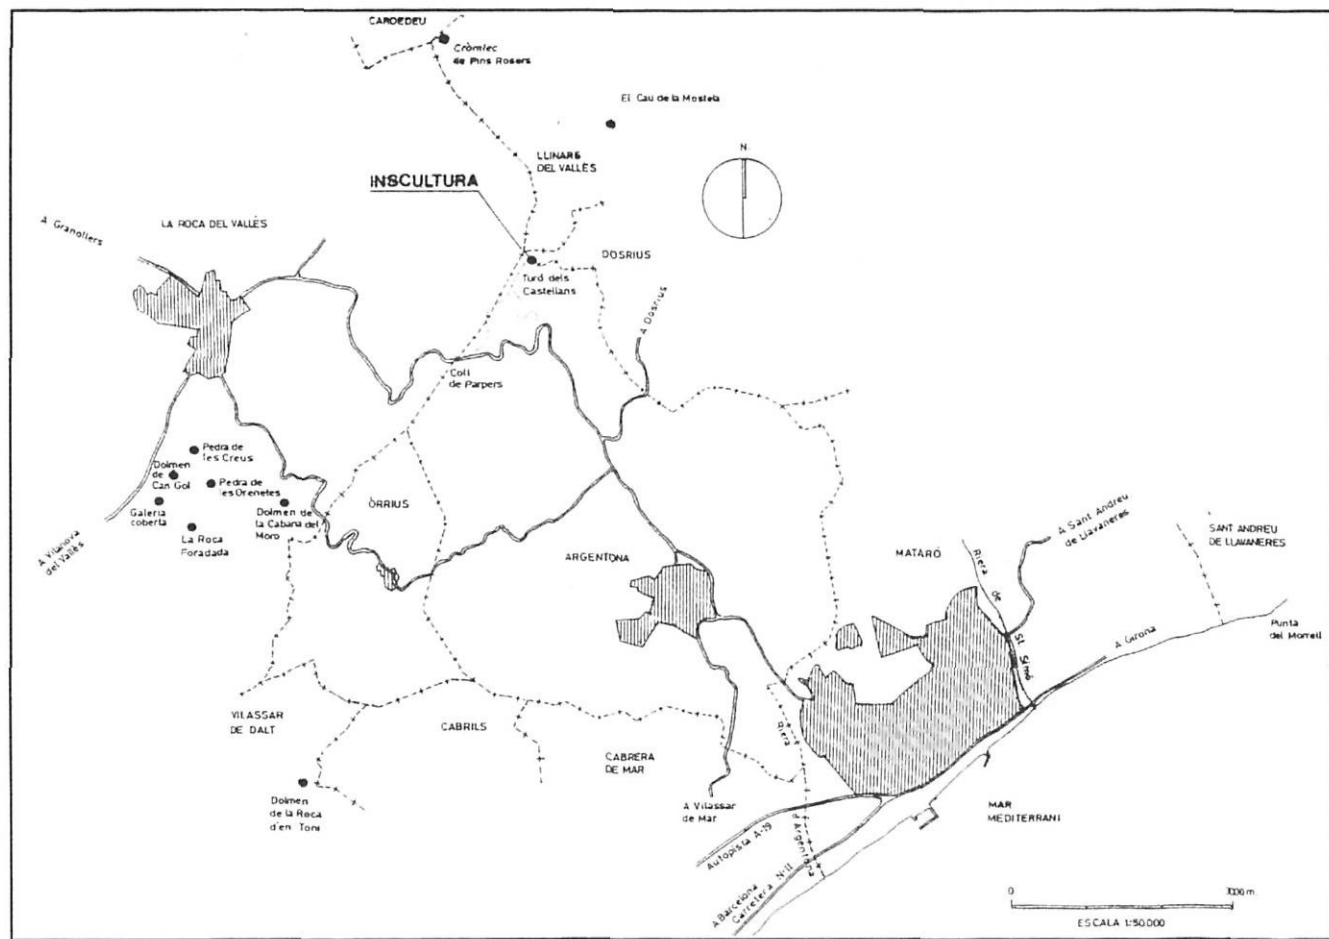 CARDEDEU
Cròmlec
de Pins Rosers
El Cau de la Mostela
LLINARS
DEL VALLÈS
N.
INSCULTURA
A Granollers
LA ROCA DEL VALLÈS
DOSRIUS
Turó dels
Castellans
A Dosrius
Coll
de Parpers
Pedra de
les Creus
Dolmen
de
Can Gol
Pedra de
les Orenetes
Galeria
coberta
Dolmen de
la Cabana del
Moro
La Roca
Foradada
ÒRRIUS
A Vilanova
del Vallès
ARGENTONA
MATARÓ
Riera de St Simó
A Sant Andreu
de Llavaneres
SANT ANDREU
DE LLAVANERES
A Girona
Punta
del Morrell
VILASSAR
DE DALT
CABRILS
CABRERA
DE MAR
Riera d'Argentona
Dolmen
de la Roca
d'en Toni
A Vilassar
de Mar
MAR
MEDITERRANI
Autopista A-19
A Barcelona
Carretera N-II
0
ESCALA 1:50.000